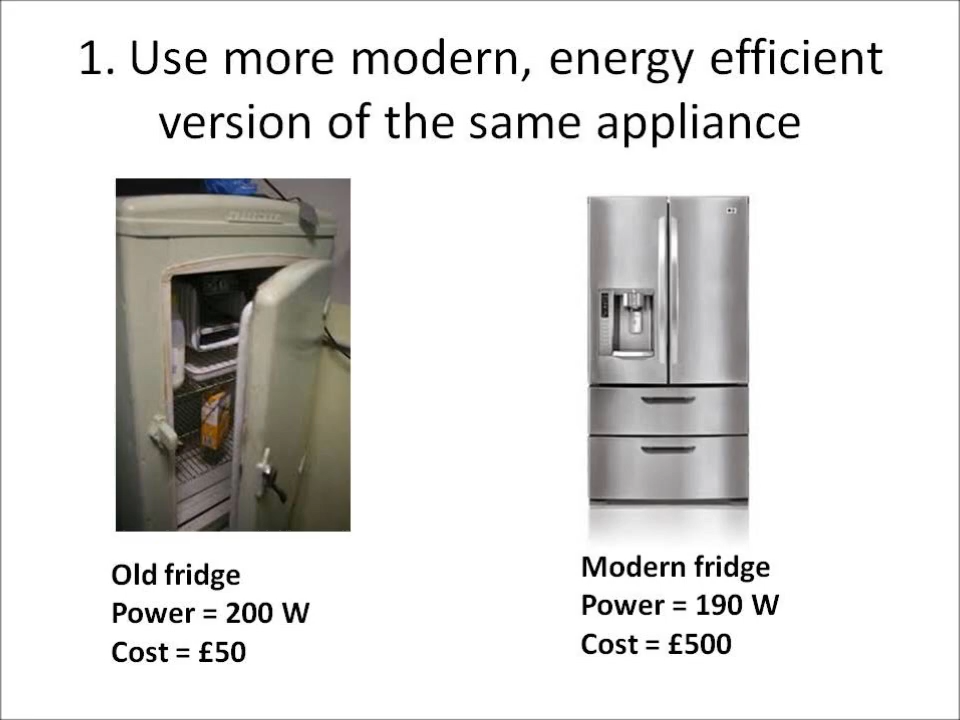 1. Use more modern, energy efficient
version of the same appliance
Old fridge
Power = 200 W
Cost = £50
Modern fridge
Power = 190 W
Cost = £500